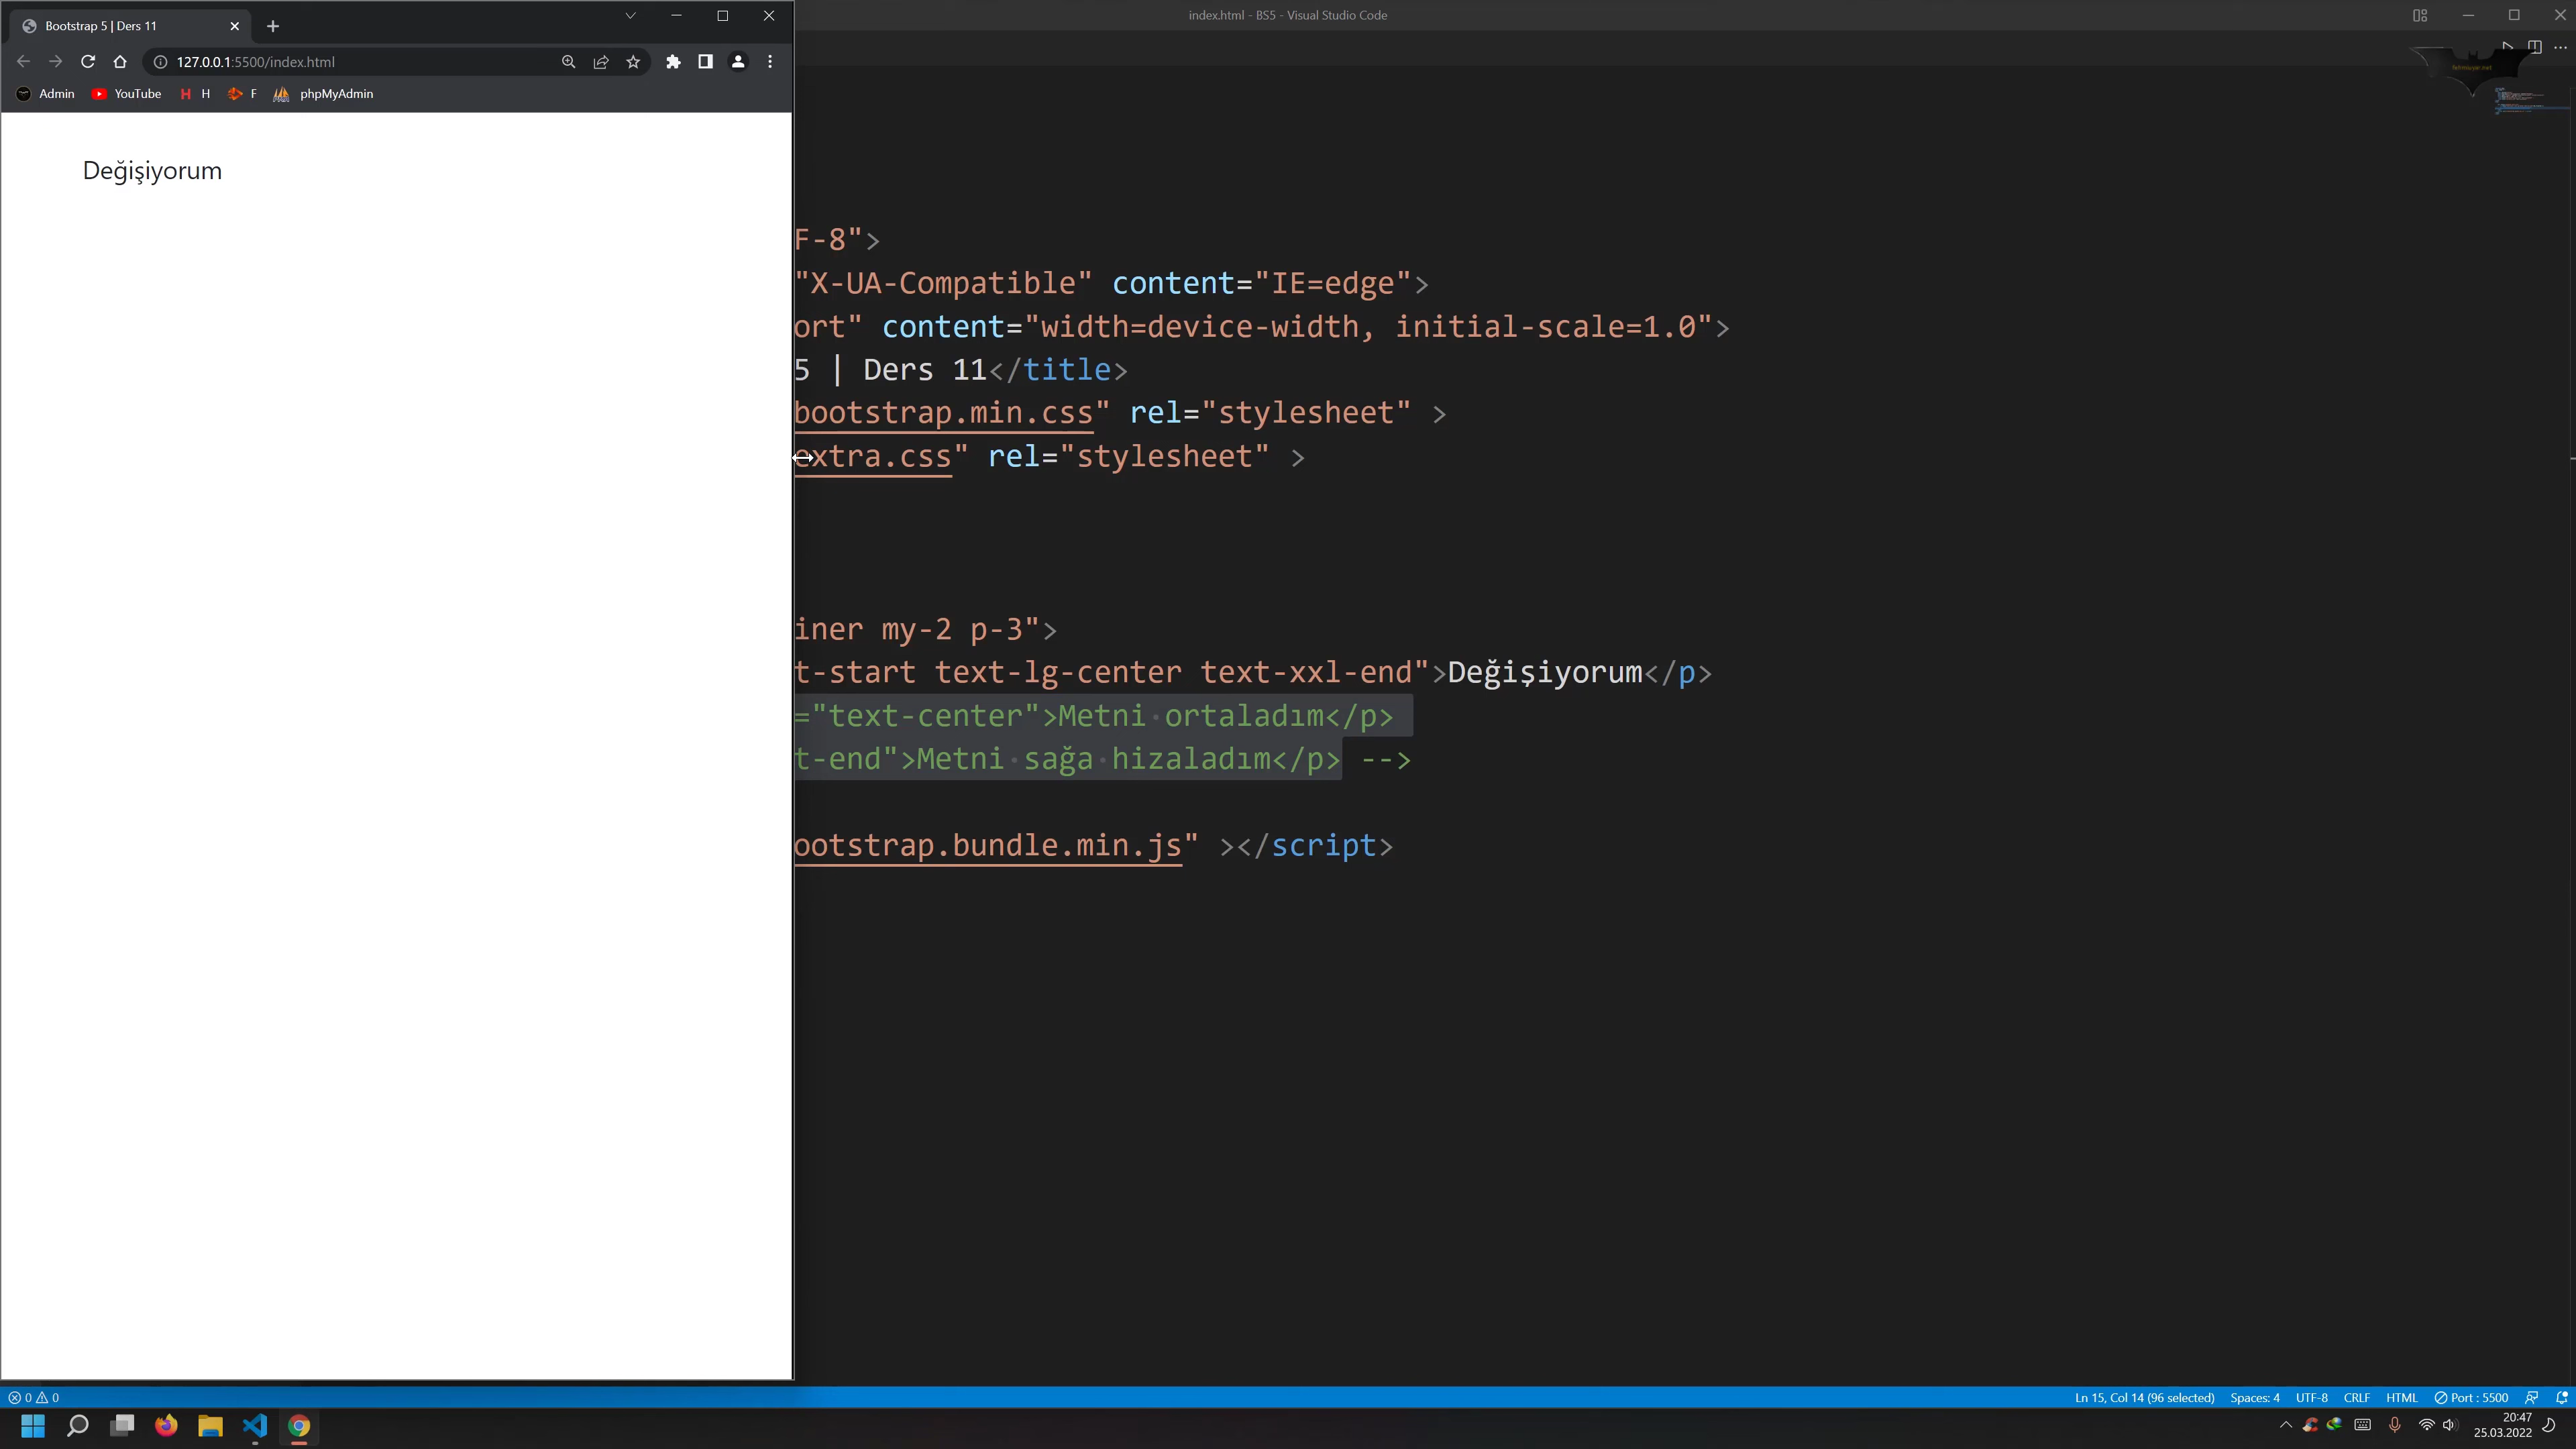 Bootstrap 5 | Ders 11
127.0.0.1:5500/index.html
Admin
YouTube
H
F
phpMyAdmin
Değişiyorum
index.html - BS5 - Visual Studio Code
F-8">
"X-UA-Compatible" content="IE=edge">
ort" content="width=device-width, initial-scale=1.0">
5 | Ders 11</title>
bootstrap.min.css" rel="stylesheet" >
extra.css" rel="stylesheet" >
iner my-2 p-3">
t-start text-lg-center text-xxl-end">Değişiyorum</p>
="text-center">Metni ortaladım</p>
t-end">Metni sağa hizaladım</p> -->
ootstrap.bundle.min.js" ></script>
0 0
Ln 15, Col 14 (96 selected)
Spaces: 4
UTF-8
CRLF
HTML
Port : 5500
20:47
25.03.2022